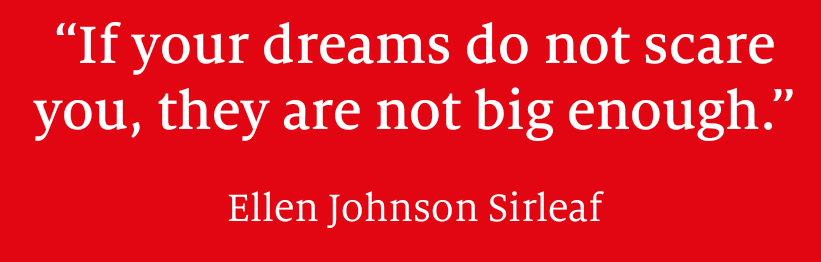 “If your dreams do not scare
you, they are not big enough.”
Ellen Johnson Sirleaf